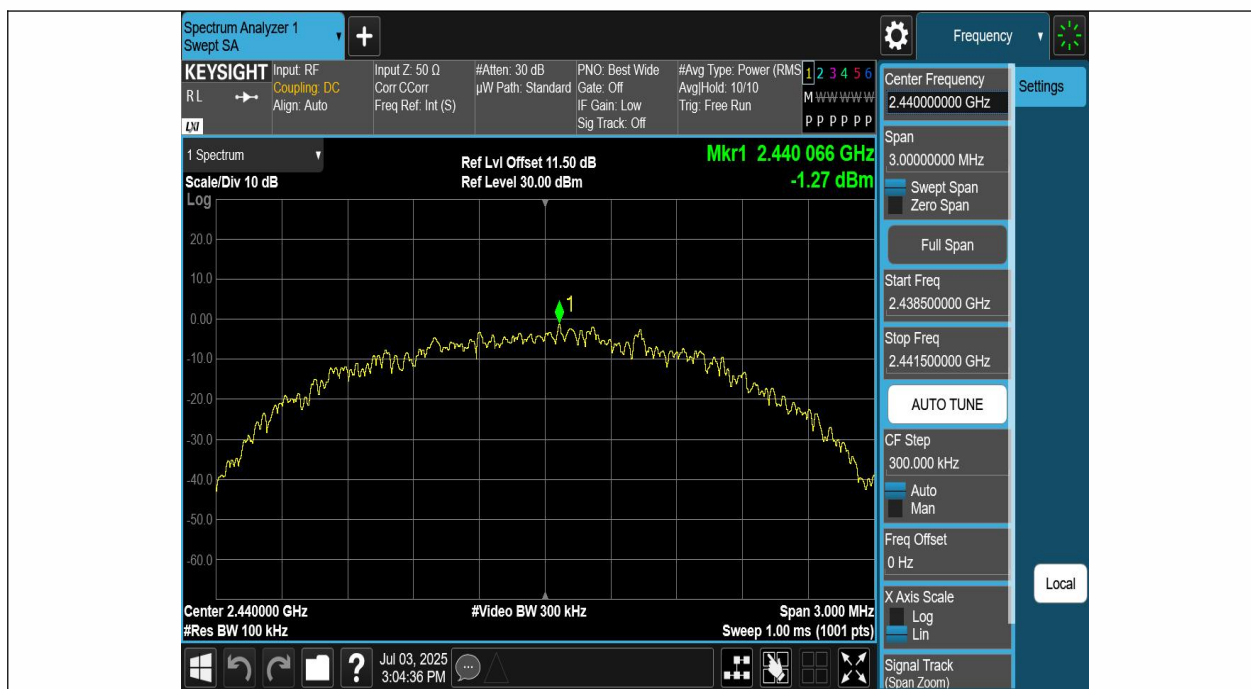 Spectrum Analyzer 1
Swept SA
Frequency
KEYSIGHT
RL
LXI
Input: RF
Coupling: DC
Align: Auto
Input Z: 50 Ω
Corr CCorr
Freq Ref: Int (S)
#Atten: 30 dB
µW Path: Standard
PNO: Best Wide
Gate: Off
IF Gain: Low
Sig Track: Off
#Avg Type: Power (RMS
Avg|Hold: 10/10
Trig: Free Run
1 2 3 4 5 6
M W W W W W
P P P P P P
1 Spectrum
Scale/Div 10 dB
Log
Ref Lvl Offset 11.50 dB
Ref Level 30.00 dBm
Mkr1 2.440 066 GHz
-1.27 dBm
20.0
10.0
0.00
-10.0
-20.0
-30.0
-40.0
-50.0
-60.0
1
Center 2.440000 GHz
#Res BW 100 kHz
#Video BW 300 kHz
Span 3.000 MHz
Sweep 1.00 ms (1001 pts)
Center Frequency
2.440000000 GHz
Settings
Span
3.00000000 MHz
Swept Span
Zero Span
Full Span
Start Freq
2.438500000 GHz
Stop Freq
2.441500000 GHz
AUTO TUNE
CF Step
300.000 kHz
Auto
Man
Freq Offset
0 Hz
X Axis Scale
Log
Lin
Signal Track
(Span Zoom)
Local
?
Jul 03, 2025
3:04:36 PM